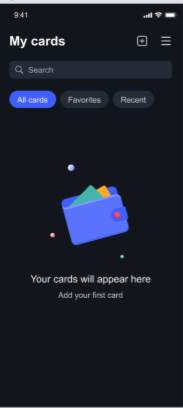 9:41
My cards
Search
All cards Favorites Recent
Your cards will appear here
Add your first card